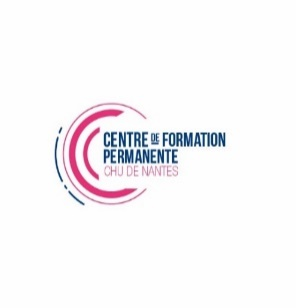 CENTRE DE FORMATION
PERMANENTE
CHU DE NANTES